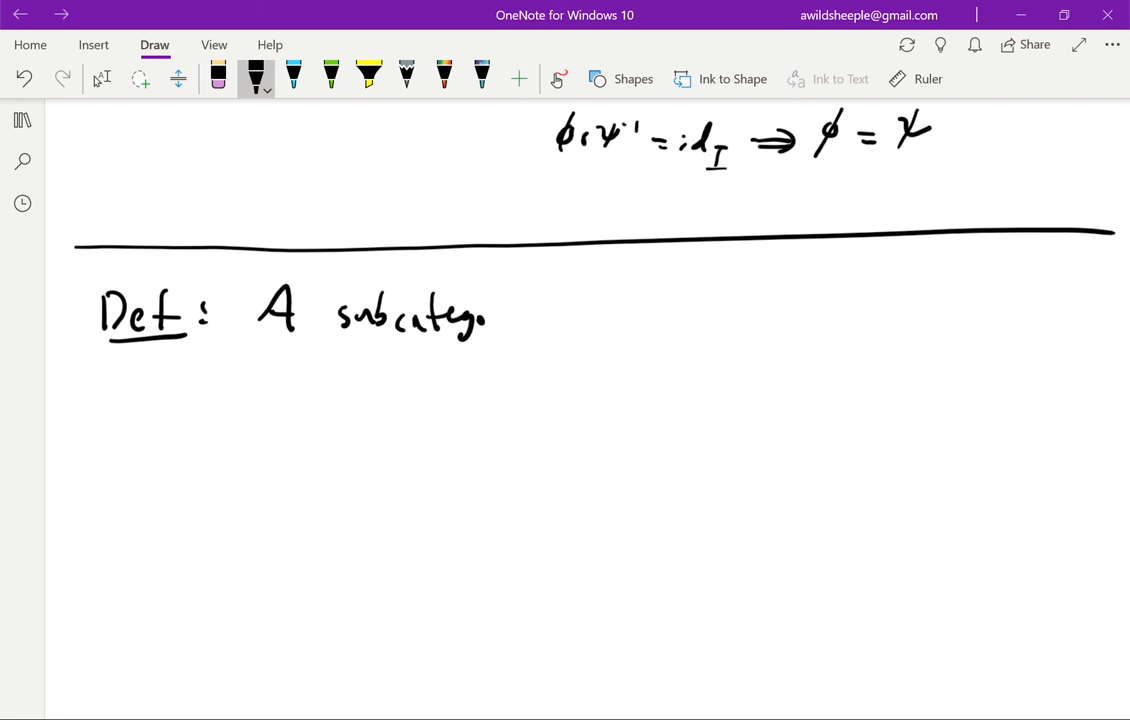 OneNote for Windows 10
awildsheeple@gmail.com
Home Insert Draw View Help
Share
Shapes Ink to Shape Ink to Text Ruler
ϕ∘ψ⁻¹ = id_I ⇒ ϕ = ψ
Def: A subcatego